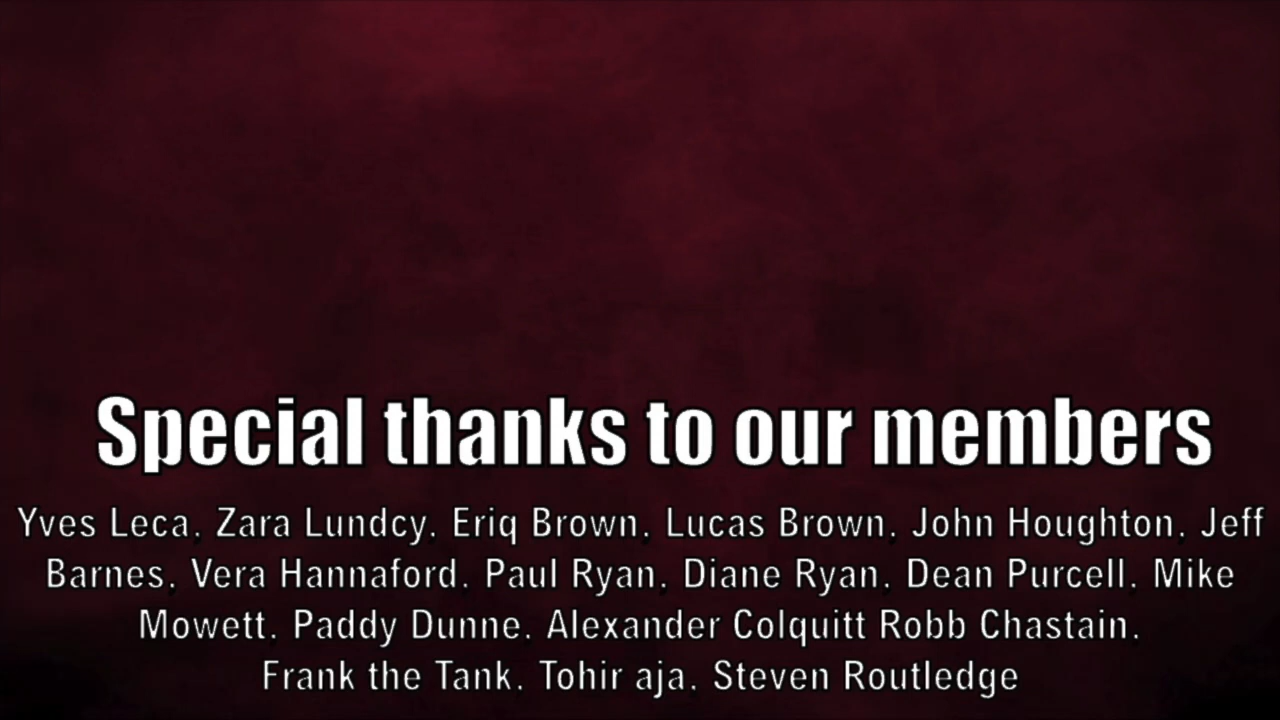 Special thanks to our members
Yves Leca, Zara Lundcy, Eriq Brown, Lucas Brown, John Houghton, Jeff
Barnes, Vera Hannaford, Paul Ryan, Diane Ryan, Dean Purcell, Mike
Mowett, Paddy Dunne, Alexander Colquitt Robb Chastain,
Frank the Tank, Tohir aja, Steven Routledge